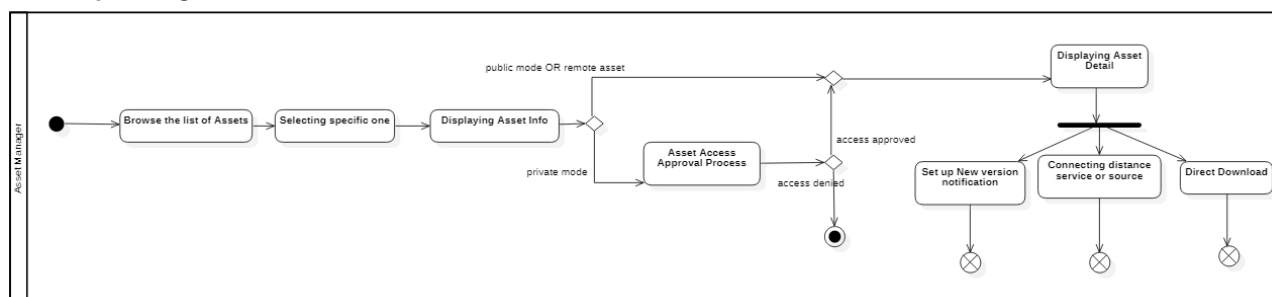 Asset Manager
Browse the list of Assets
Selecting specific one
Displaying Asset Info
public mode OR remote asset
private mode
Asset Access
Approval Process
access approved
access denied
Displaying Asset
Detail
Set up New version
notification
Connecting distance
service or source
Direct Download